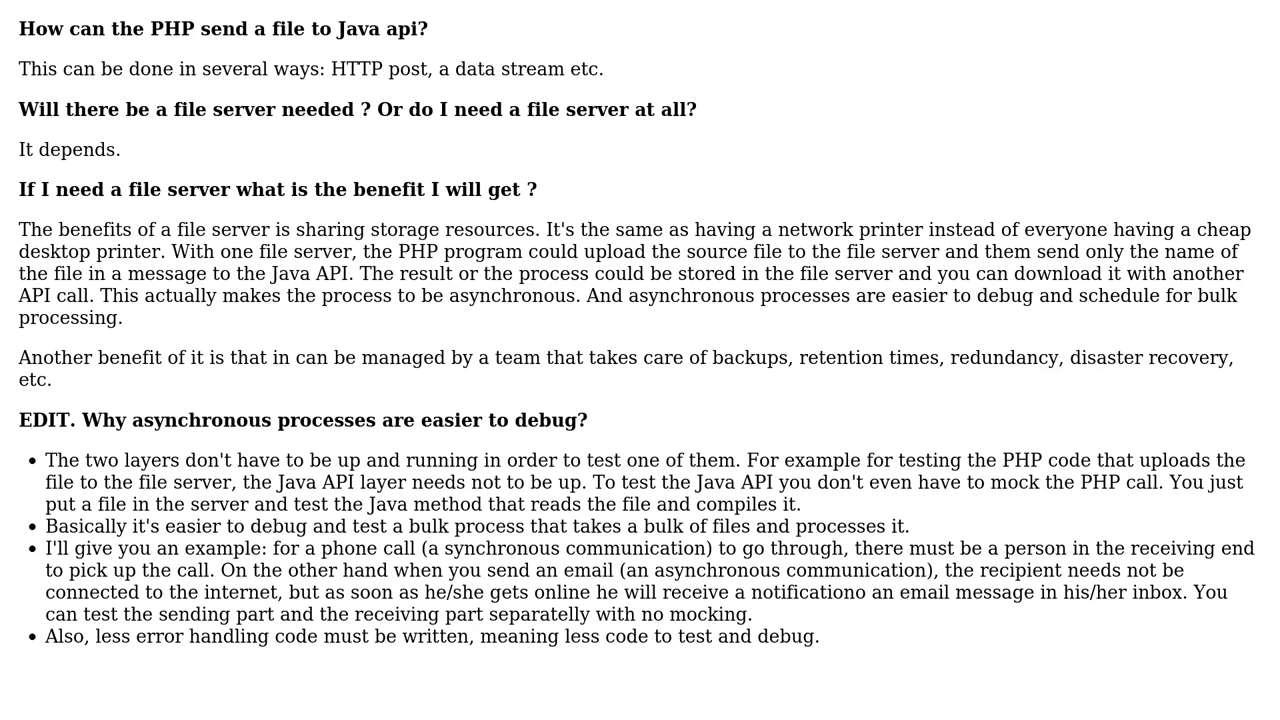 How can the PHP send a file to Java api?
This can be done in several ways: HTTP post, a data stream etc.
Will there be a file server needed ? Or do I need a file server at all?
It depends.
If I need a file server what is the benefit I will get ?
The benefits of a file server is sharing storage resources. It's the same as having a network printer instead of everyone having a cheap
desktop printer. With one file server, the PHP program could upload the source file to the file server and them send only the name of
the file in a message to the Java API. The result or the process could be stored in the file server and you can download it with another
API call. This actually makes the process to be asynchronous. And asynchronous processes are easier to debug and schedule for bulk
processing.
Another benefit of it is that in can be managed by a team that takes care of backups, retention times, redundancy, disaster recovery,
etc.
EDIT. Why asynchronous processes are easier to debug?
• The two layers don't have to be up and running in order to test one of them. For example for testing the PHP code that uploads the
file to the file server, the Java API layer needs not to be up. To test the Java API you don't even have to mock the PHP call. You just
put a file in the server and test the Java method that reads the file and compiles it.
• Basically it's easier to debug and test a bulk process that takes a bulk of files and processes it.
• I'll give you an example: for a phone call (a synchronous communication) to go through, there must be a person in the receiving end
to pick up the call. On the other hand when you send an email (an asynchronous communication), the recipient needs not be
connected to the internet, but as soon as he/she gets online he will receive a notificationo an email message in his/her inbox. You
can test the sending part and the receiving part separatelly with no mocking.
• Also, less error handling code must be written, meaning less code to test and debug.